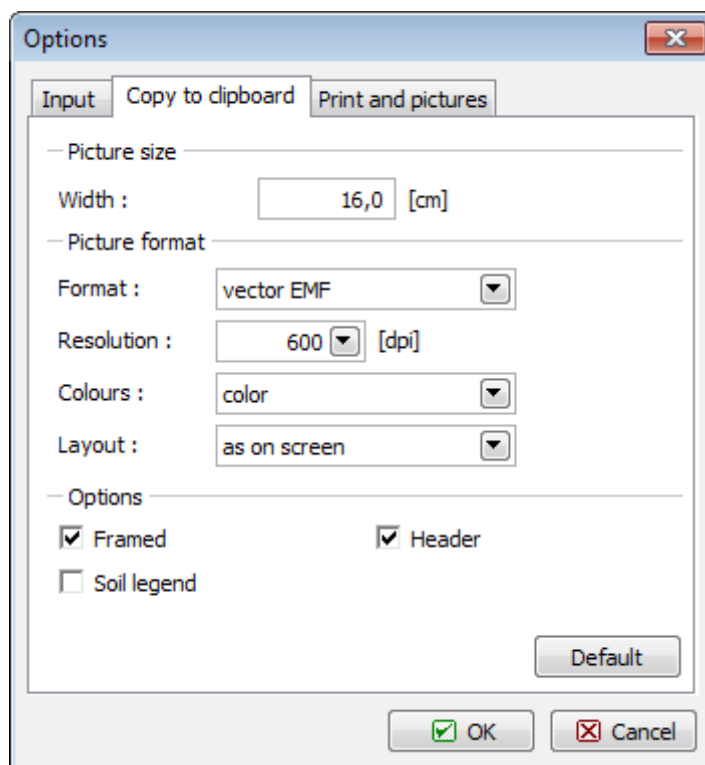 Options
Input Copy to clipboard Print and pictures
Picture size
Width : 16,0 [cm]
Picture format
Format : vector EMF
Resolution : 600 [dpi]
Colours : color
Layout : as on screen
Options
Framed Header
Soil legend
Default
OK Cancel